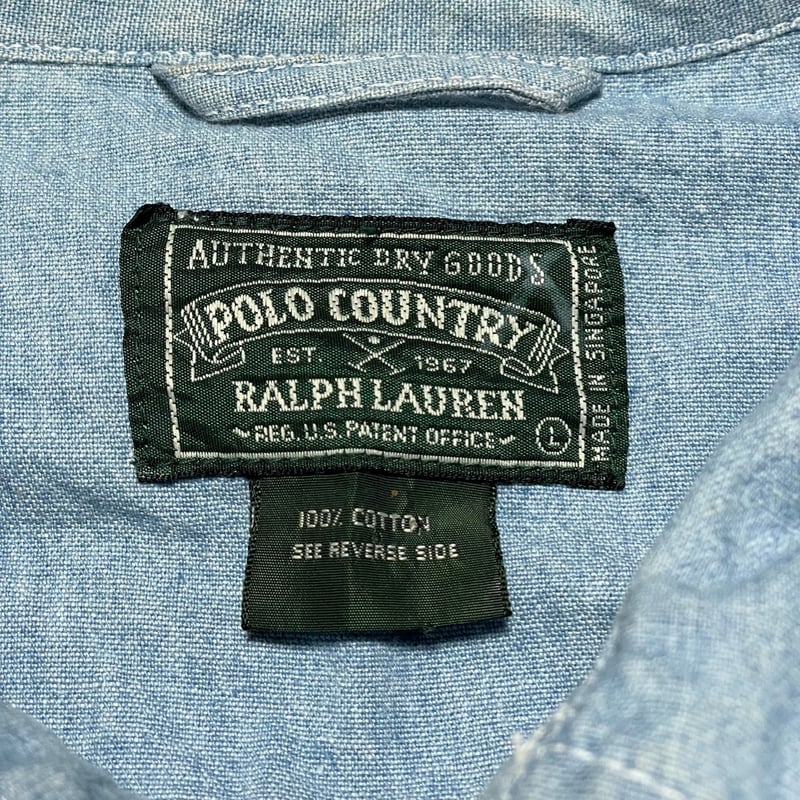 AUTHENTIC DRY GOODS
POLO COUNTRY
EST. 1967
RALPH LAUREN
REG. U.S. PATENT OFFICE
L
MADE IN SINGAPORE
100% COTTON
SEE REVERSE SIDE